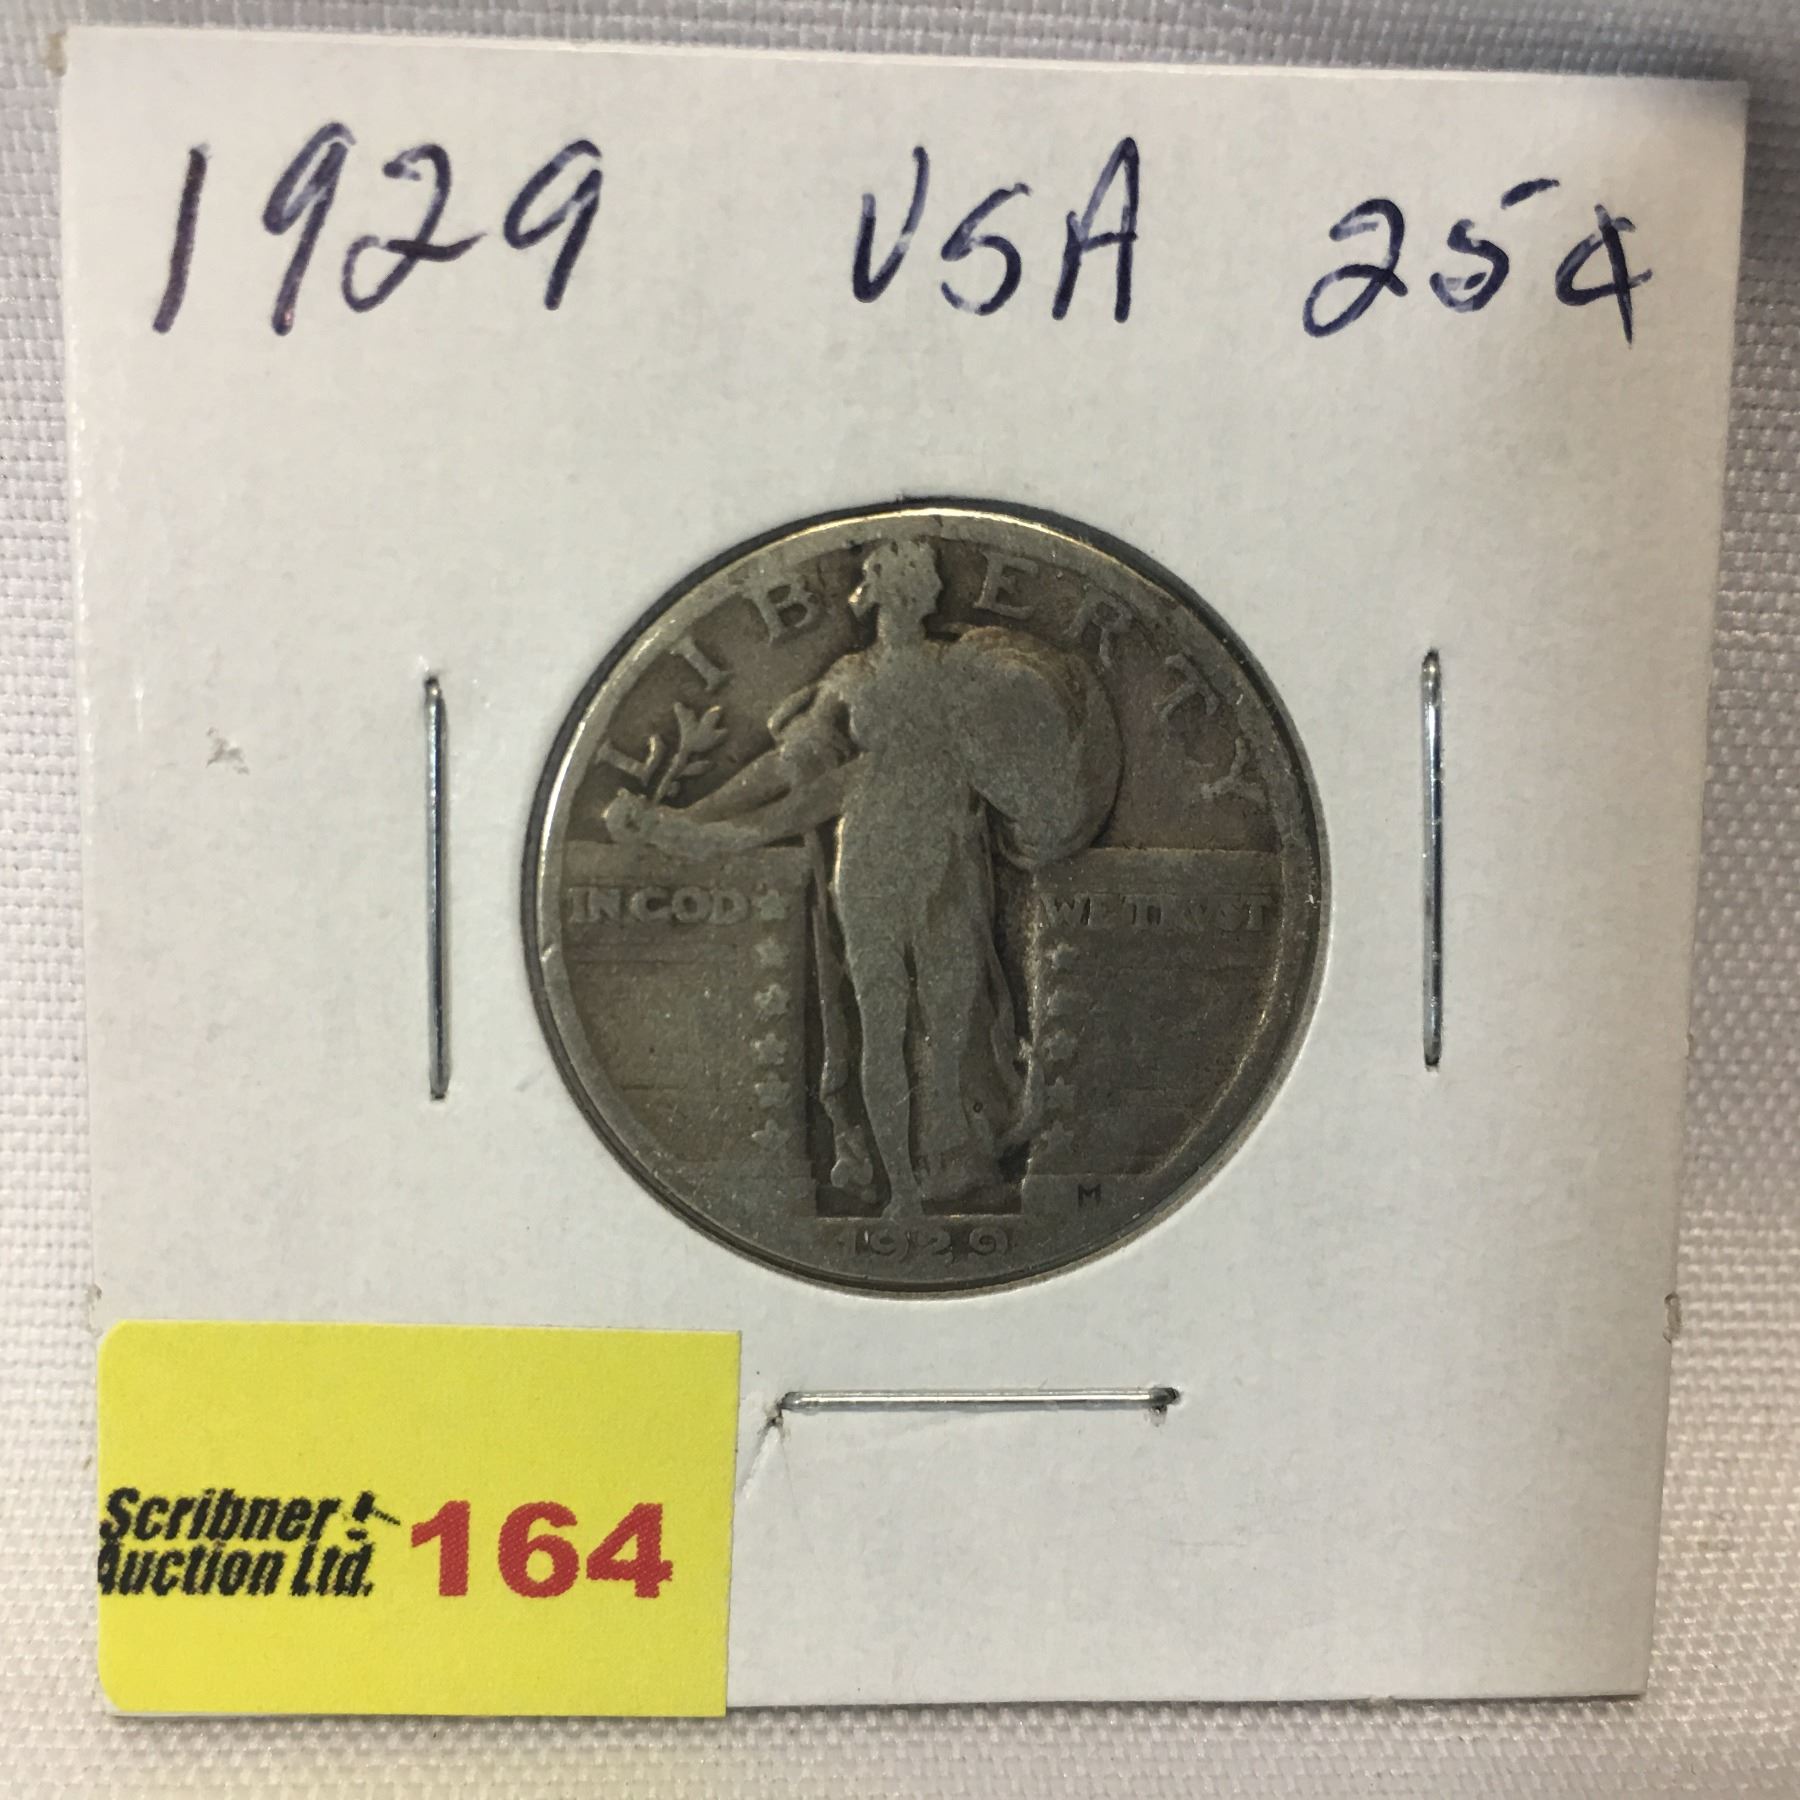 1929 USA 25¢
LIBERTY
IN GOD WE TRUST
M
1929
Scribner
Auction Ltd. 164